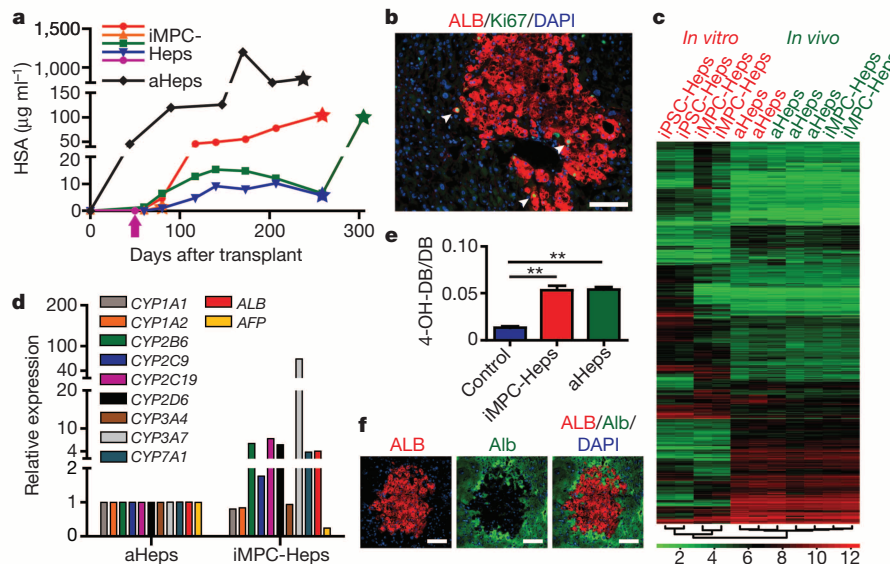 a
HSA (µg ml⁻¹)
1,500
1,000
150
100
50
20
10
0
0
100
200
300
Days after transplant
iMPC-
Heps
aHeps
b
ALB/Ki67/DAPI
c
In vitro
In vivo
iPSC-Heps
iPSC-Heps
iMPC-Heps
iMPC-Heps
aHeps
aHeps
aHeps
aHeps
aHeps
iMPC-Heps
iMPC-Heps
2
4
6
8
10
12
d
Relative expression
200
120
40
20
10
4
2
1
0
CYP1A1
CYP1A2
CYP2B6
CYP2C9
CYP2C19
CYP2D6
CYP3A4
CYP3A7
CYP7A1
ALB
AFP
aHeps
iMPC-Heps
e
4-OH-DB/DB
0.10
0.05
0
**
**
Control
iMPC-Heps
aHeps
f
ALB
Alb
ALB/Alb/
DAPI